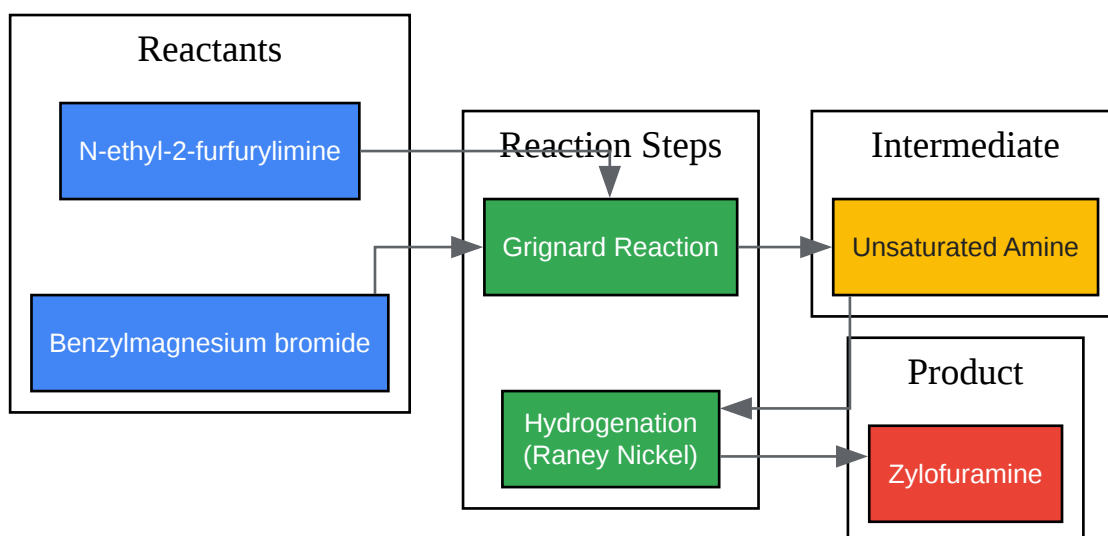 Reactants
N-ethyl-2-furfurylimine
Benzylmagnesium bromide
Reaction Steps
Grignard Reaction
Hydrogenation
(Raney Nickel)
Intermediate
Unsaturated Amine
Product
Zylofuramine